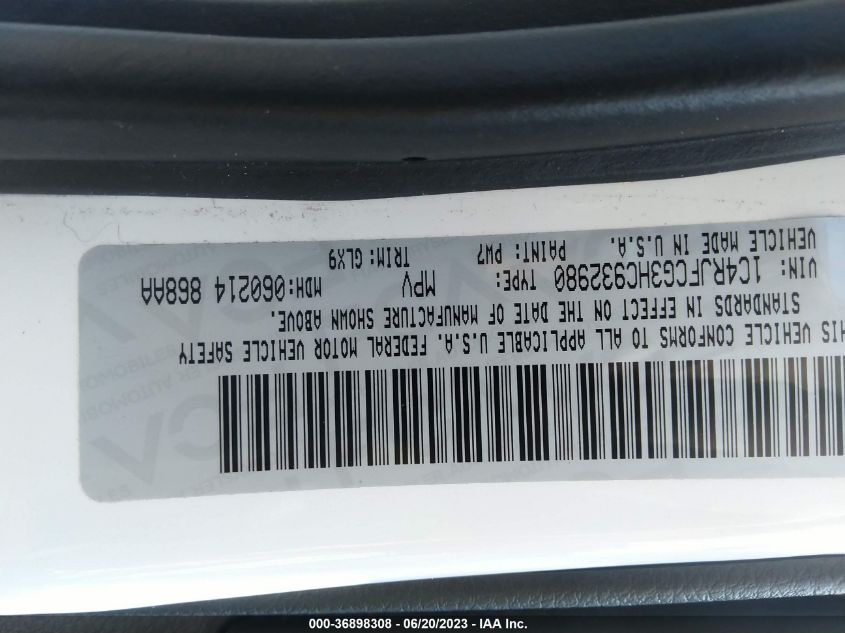 THIS VEHICLE CONFORMS TO ALL APPLICABLE U.S.A. FEDERAL MOTOR VEHICLE SAFETY
STANDARDS IN EFFECT ON THE DATE OF MANUFACTURE SHOWN ABOVE.
VIN: 1C4RJFCG3HC932980 TYPE: MPV MDH:060214 868AA
VEHICLE MADE IN U.S.A. PAINT: PW7 TRIM: GLX9
000-36898308 - 06/20/2023 - IAA Inc.